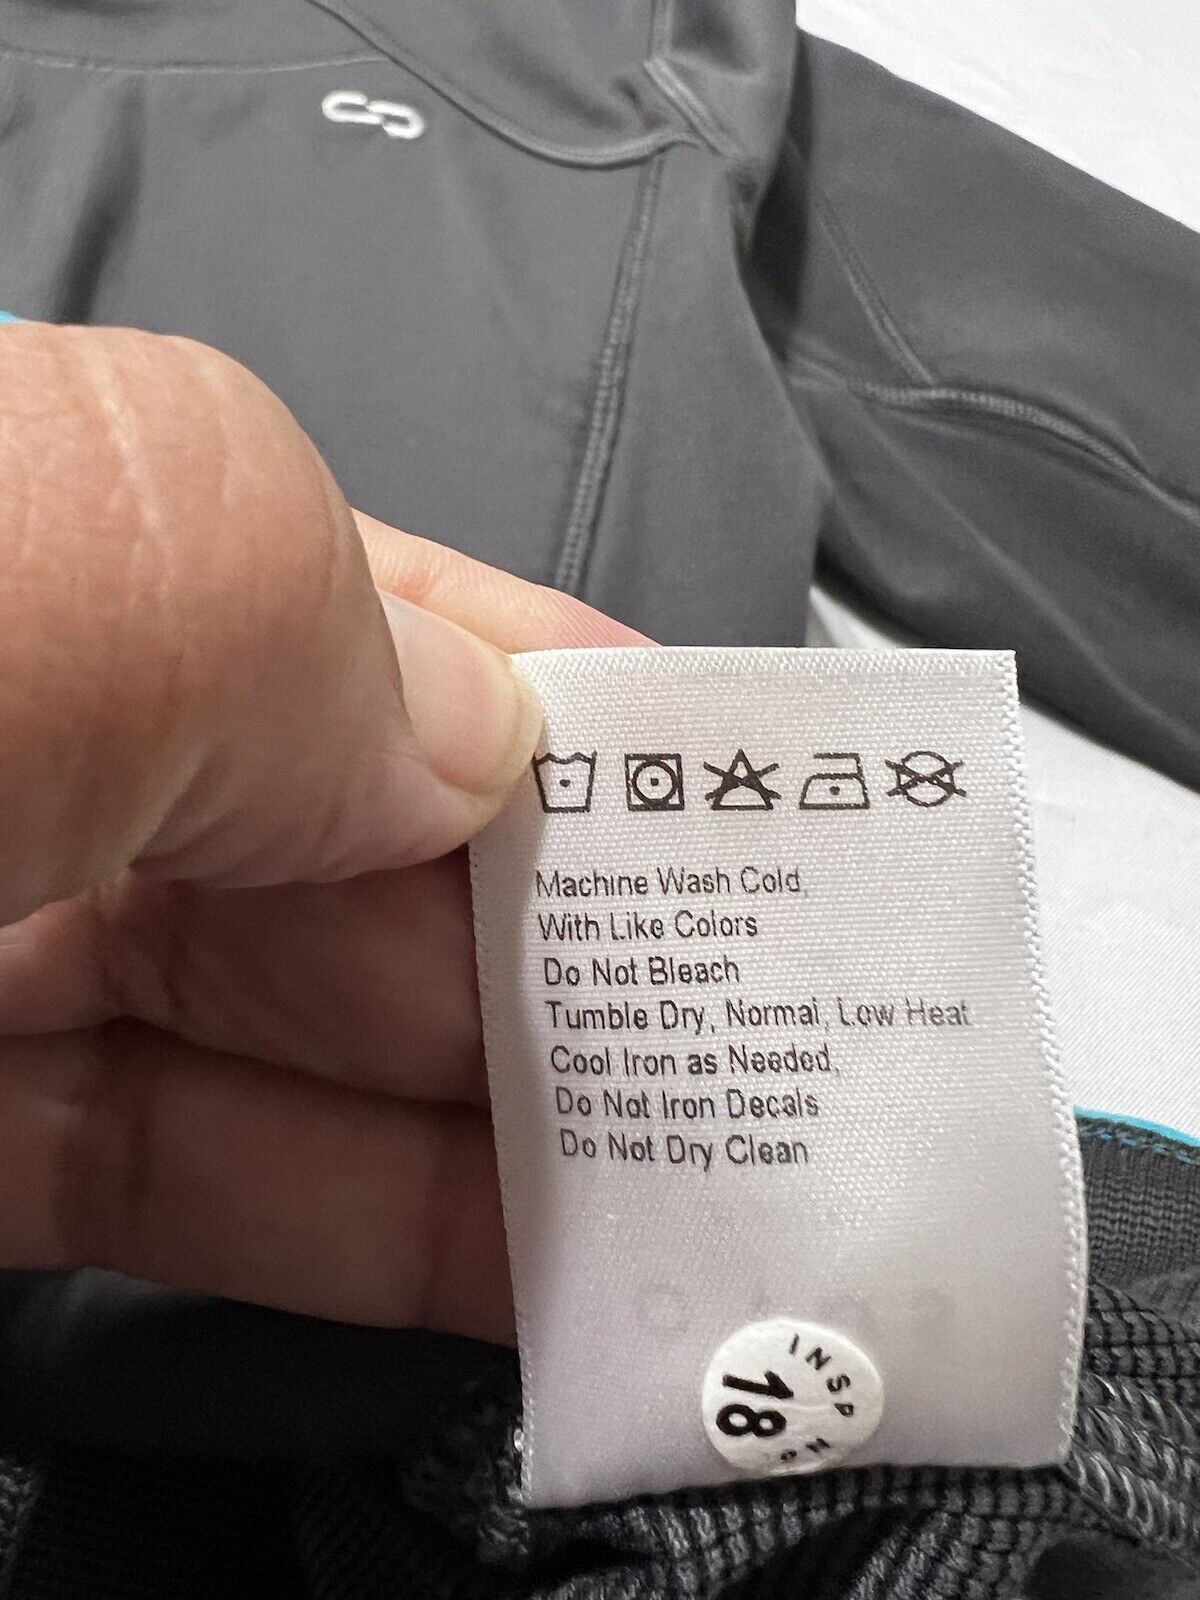 Machine Wash Cold,
With Like Colors
Do Not Bleach
Tumble Dry, Normal, Low Heat
Cool Iron as Needed,
Do Not Iron Decals
Do Not Dry Clean
INSP No
18